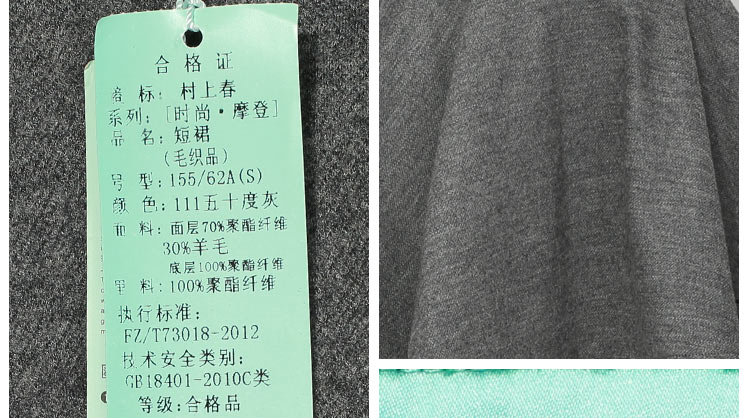 合格证
商 标：村上春
系列：[时尚·摩登]
品 名：短裙
(毛织品)
号 型：155/62A(S)
颜 色：111五十度灰
面 料：面层70%聚酯纤维
30%羊毛
底层100%聚酯纤维
里 料：100%聚酯纤维
执行标准：
FZ/T73018-2012
技术安全类别：
GB18401-2010C类
等级：合格品